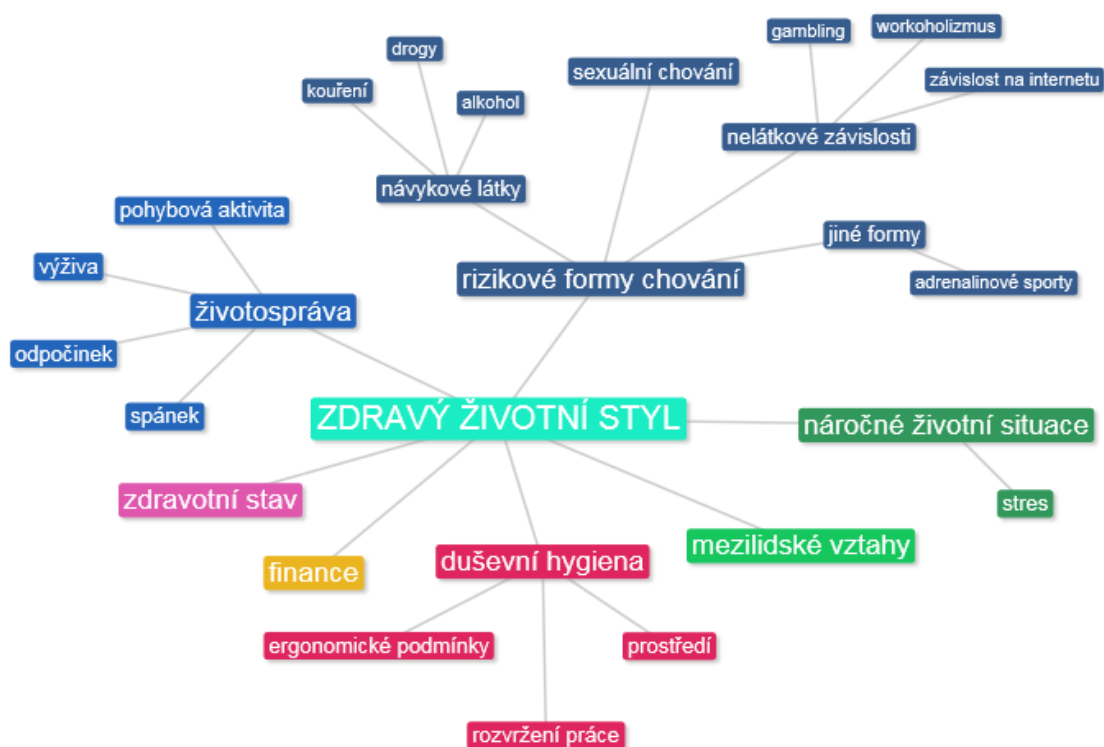 gambling
workoholizmus
drogy
sexuální chování
závislost na internetu
kouření
alkohol
nelátkové závislosti
návykové látky
pohybová aktivita
jiné formy
výživa
rizikové formy chování
adrenalinové sporty
životospráva
odpočinek
spánek
ZDRAVÝ ŽIVOTNÍ STYL
náročné životní situace
zdravotní stav
stres
mezilidské vztahy
duševní hygiena
finance
ergonomické podmínky
prostředí
rozvržení práce